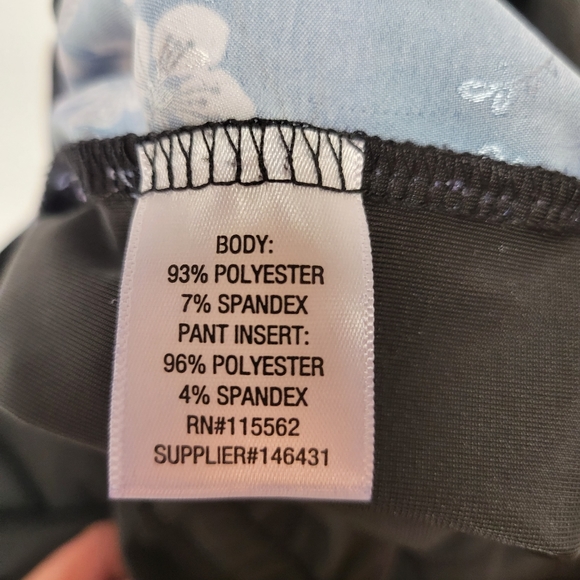 BODY:
93% POLYESTER
7% SPANDEX
PANT INSERT:
96% POLYESTER
4% SPANDEX
RN#115562
SUPPLIER#146431